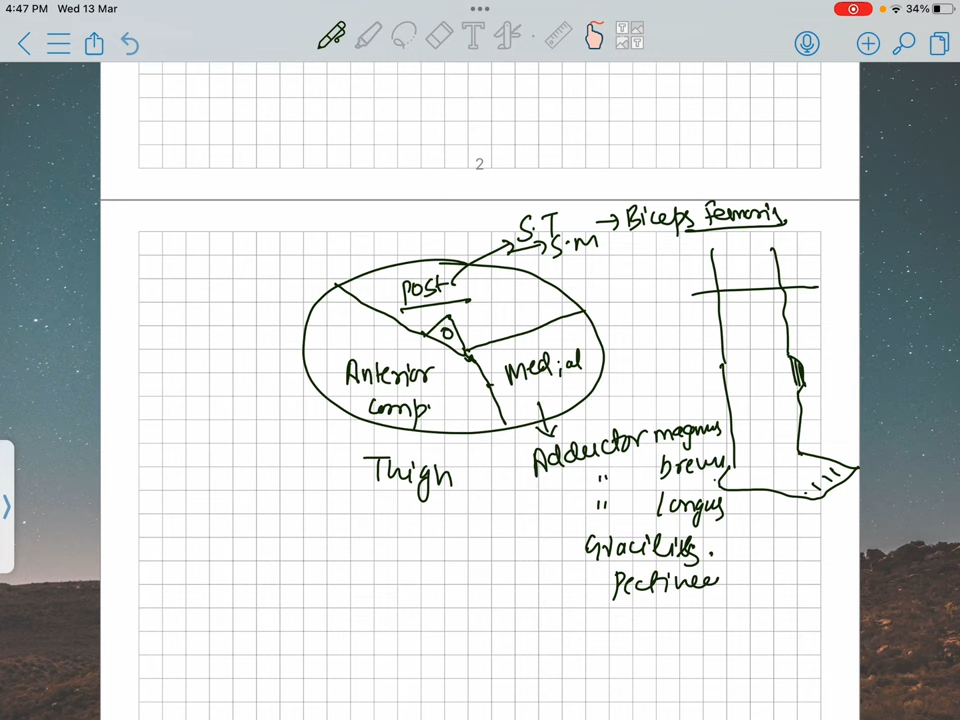 4:47 PM Wed 13 Mar
34%
2
S.T → Biceps femoris
→ S.M
post
Anterior
comp.
Medial
Thigh
Adductor magnus
" brevis
" longus
Gracilis.
Pectinee